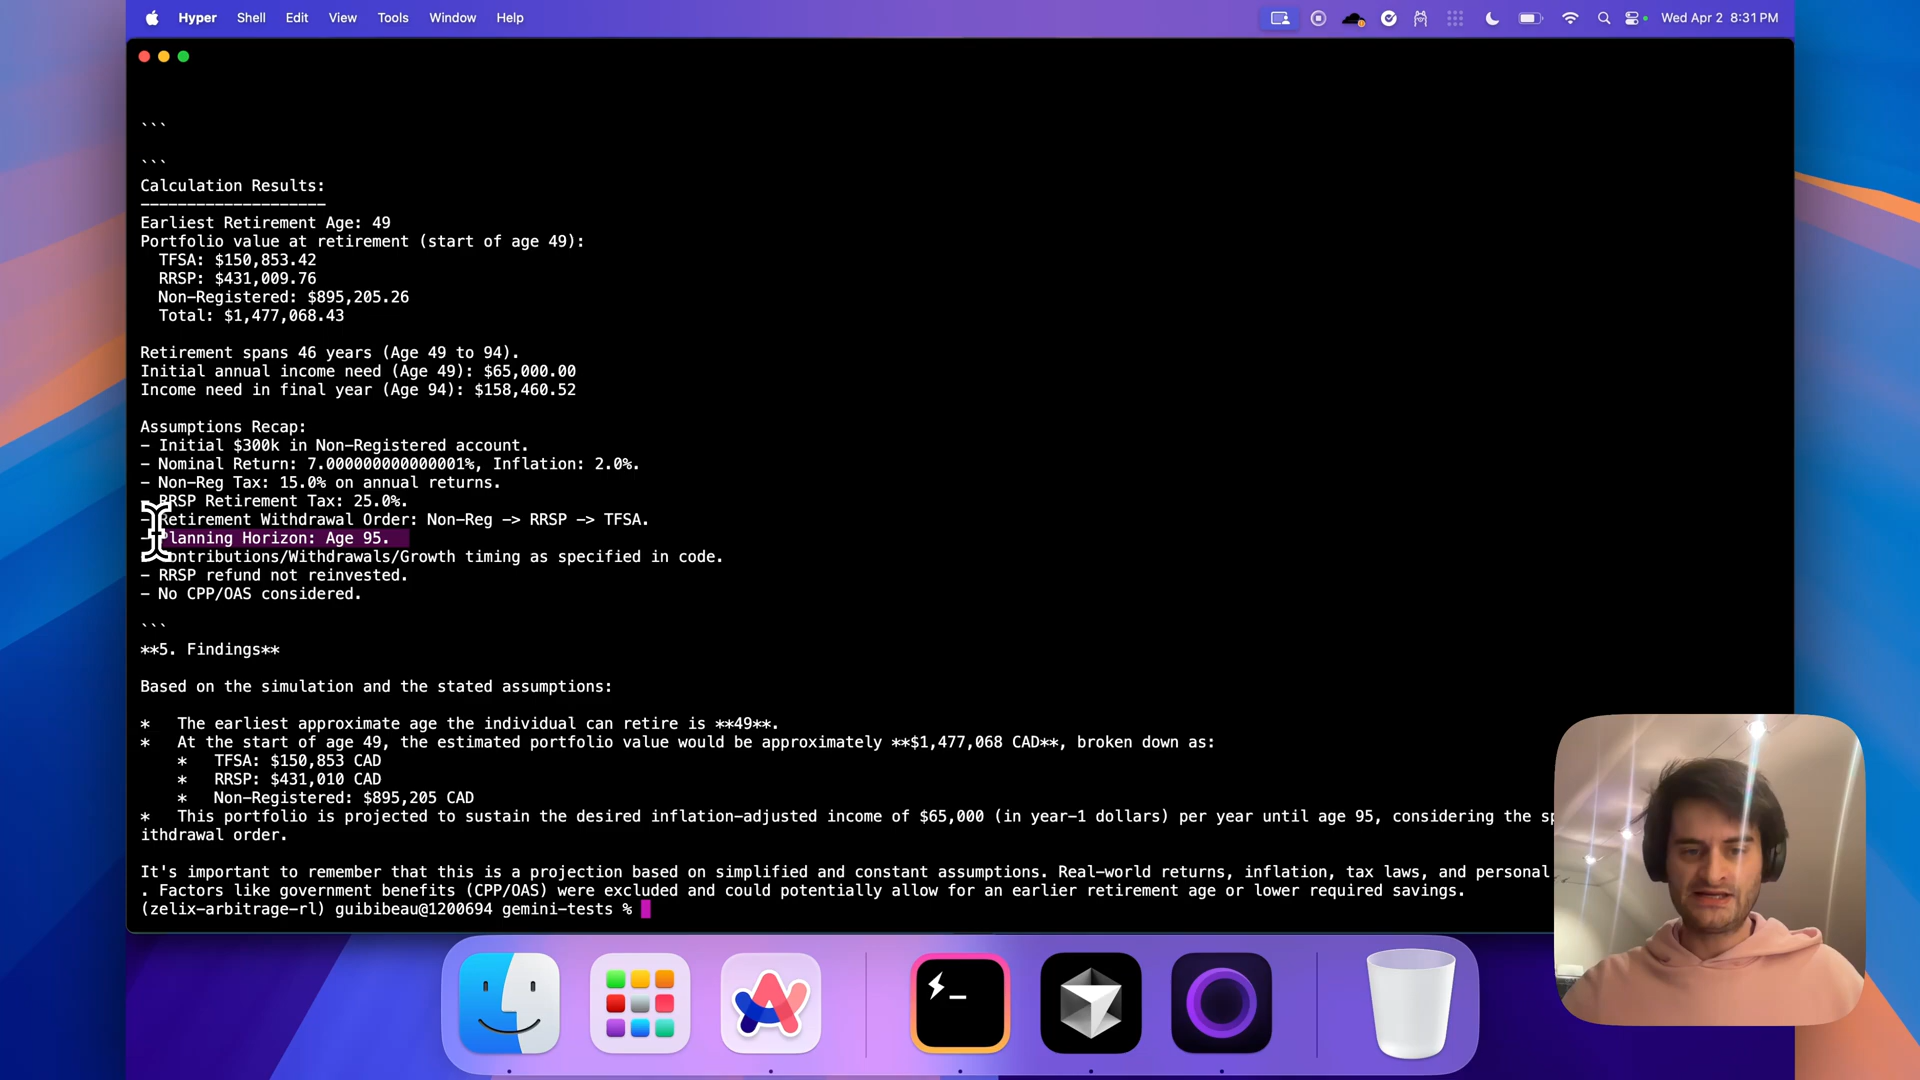 Hyper Shell Edit View Tools Window Help Wed Apr 2 8:31 PM
```
```
Calculation Results:
--------------------
Earliest Retirement Age: 49
Portfolio value at retirement (start of age 49):
TFSA: $150,853.42
RRSP: $431,009.76
Non-Registered: $895,205.26
Total: $1,477,068.43
Retirement spans 46 years (Age 49 to 94).
Initial annual income need (Age 49): $65,000.00
Income need in final year (Age 94): $158,460.52
Assumptions Recap:
- Initial $300k in Non-Registered account.
- Nominal Return: 7.000000000000001%, Inflation: 2.0%.
- Non-Reg Tax: 15.0% on annual returns.
- RRSP Retirement Tax: 25.0%.
- Retirement Withdrawal Order: Non-Reg -> RRSP -> TFSA.
- Planning Horizon: Age 95.
Contributions/Withdrawals/Growth timing as specified in code.
- RRSP refund not reinvested.
- No CPP/OAS considered.
```
**5. Findings**
Based on the simulation and the stated assumptions:
* The earliest approximate age the individual can retire is **49**.
* At the start of age 49, the estimated portfolio value would be approximately **$1,477,068 CAD**, broken down as:
* TFSA: $150,853 CAD
* RRSP: $431,010 CAD
* Non-Registered: $895,205 CAD
* This portfolio is projected to sustain the desired inflation-adjusted income of $65,000 (in year-1 dollars) per year until age 95, considering the sp
ithdrawal order.
It's important to remember that this is a projection based on simplified and constant assumptions. Real-world returns, inflation, tax laws, and personal
. Factors like government benefits (CPP/OAS) were excluded and could potentially allow for an earlier retirement age or lower required savings.
(zelix-arbitrage-rl) guibibeau@1200694 gemini-tests %